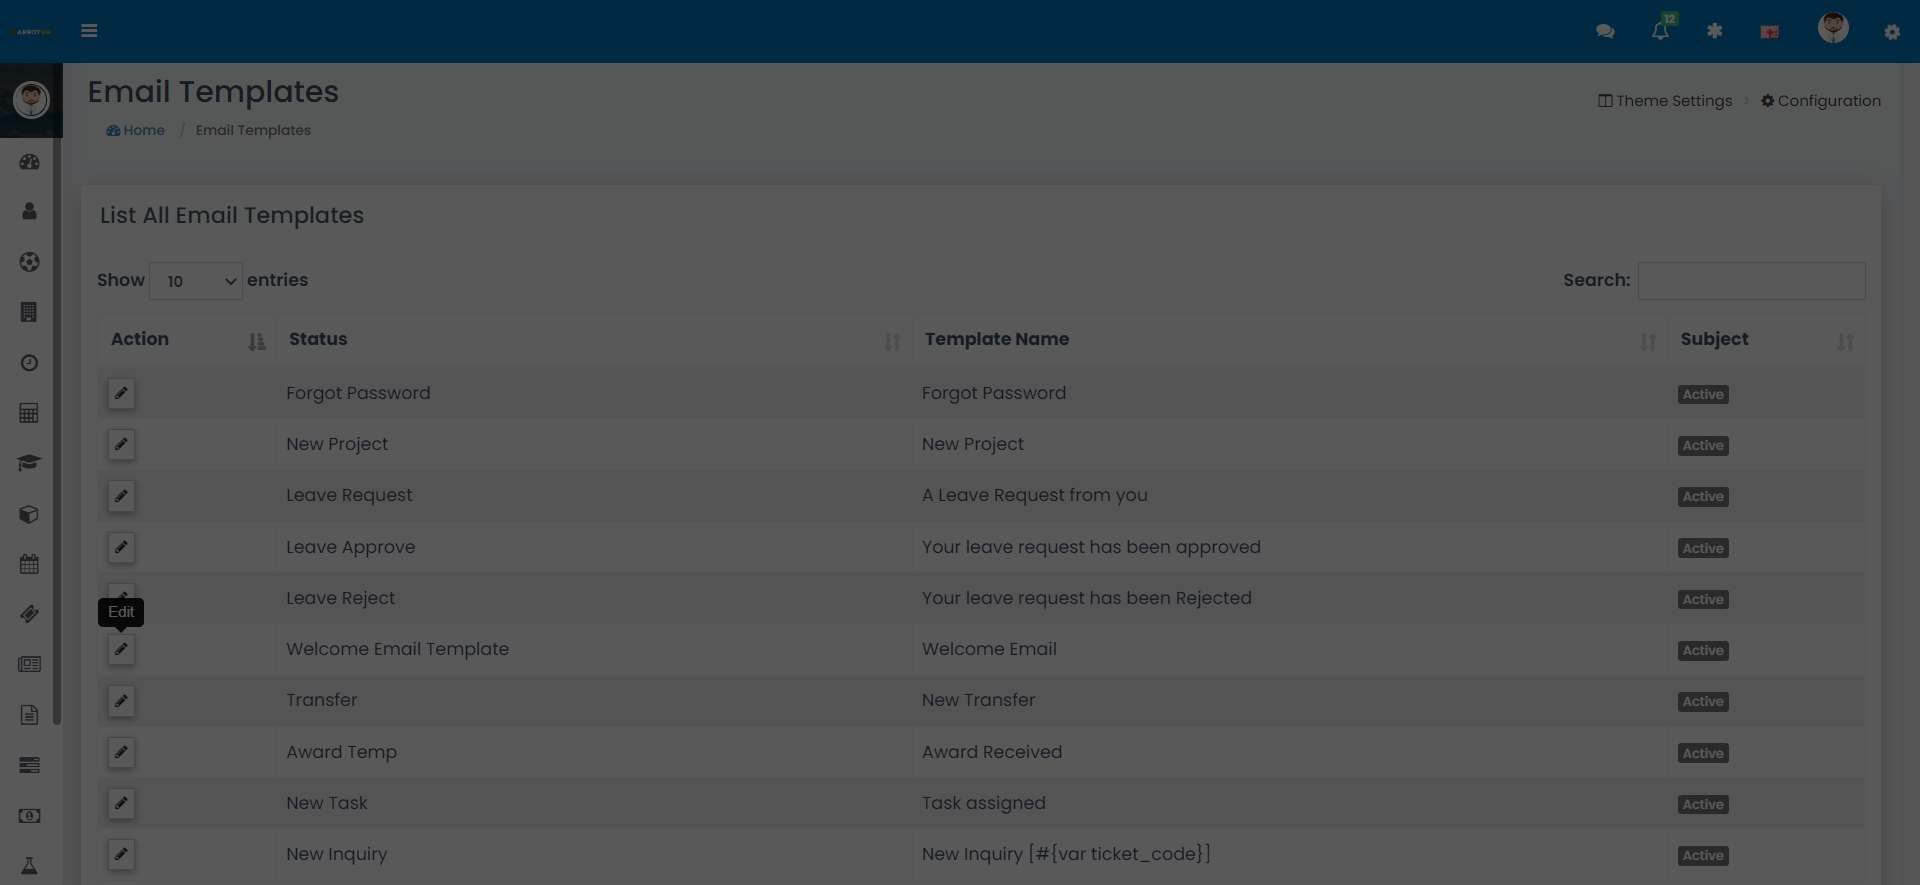 12
Email Templates
Theme Settings > Configuration
Home / Email Templates
List All Email Templates
Show 10 entries
Search:
Action Status Template Name Subject
Forgot Password Forgot Password Active
New Project New Project Active
Leave Request A Leave Request from you Active
Leave Approve Your leave request has been approved Active
Leave Reject Your leave request has been Rejected Active
Edit
Welcome Email Template Welcome Email Active
Transfer New Transfer Active
Award Temp Award Received Active
New Task Task assigned Active
New Inquiry New Inquiry [#{var ticket_code}] Active